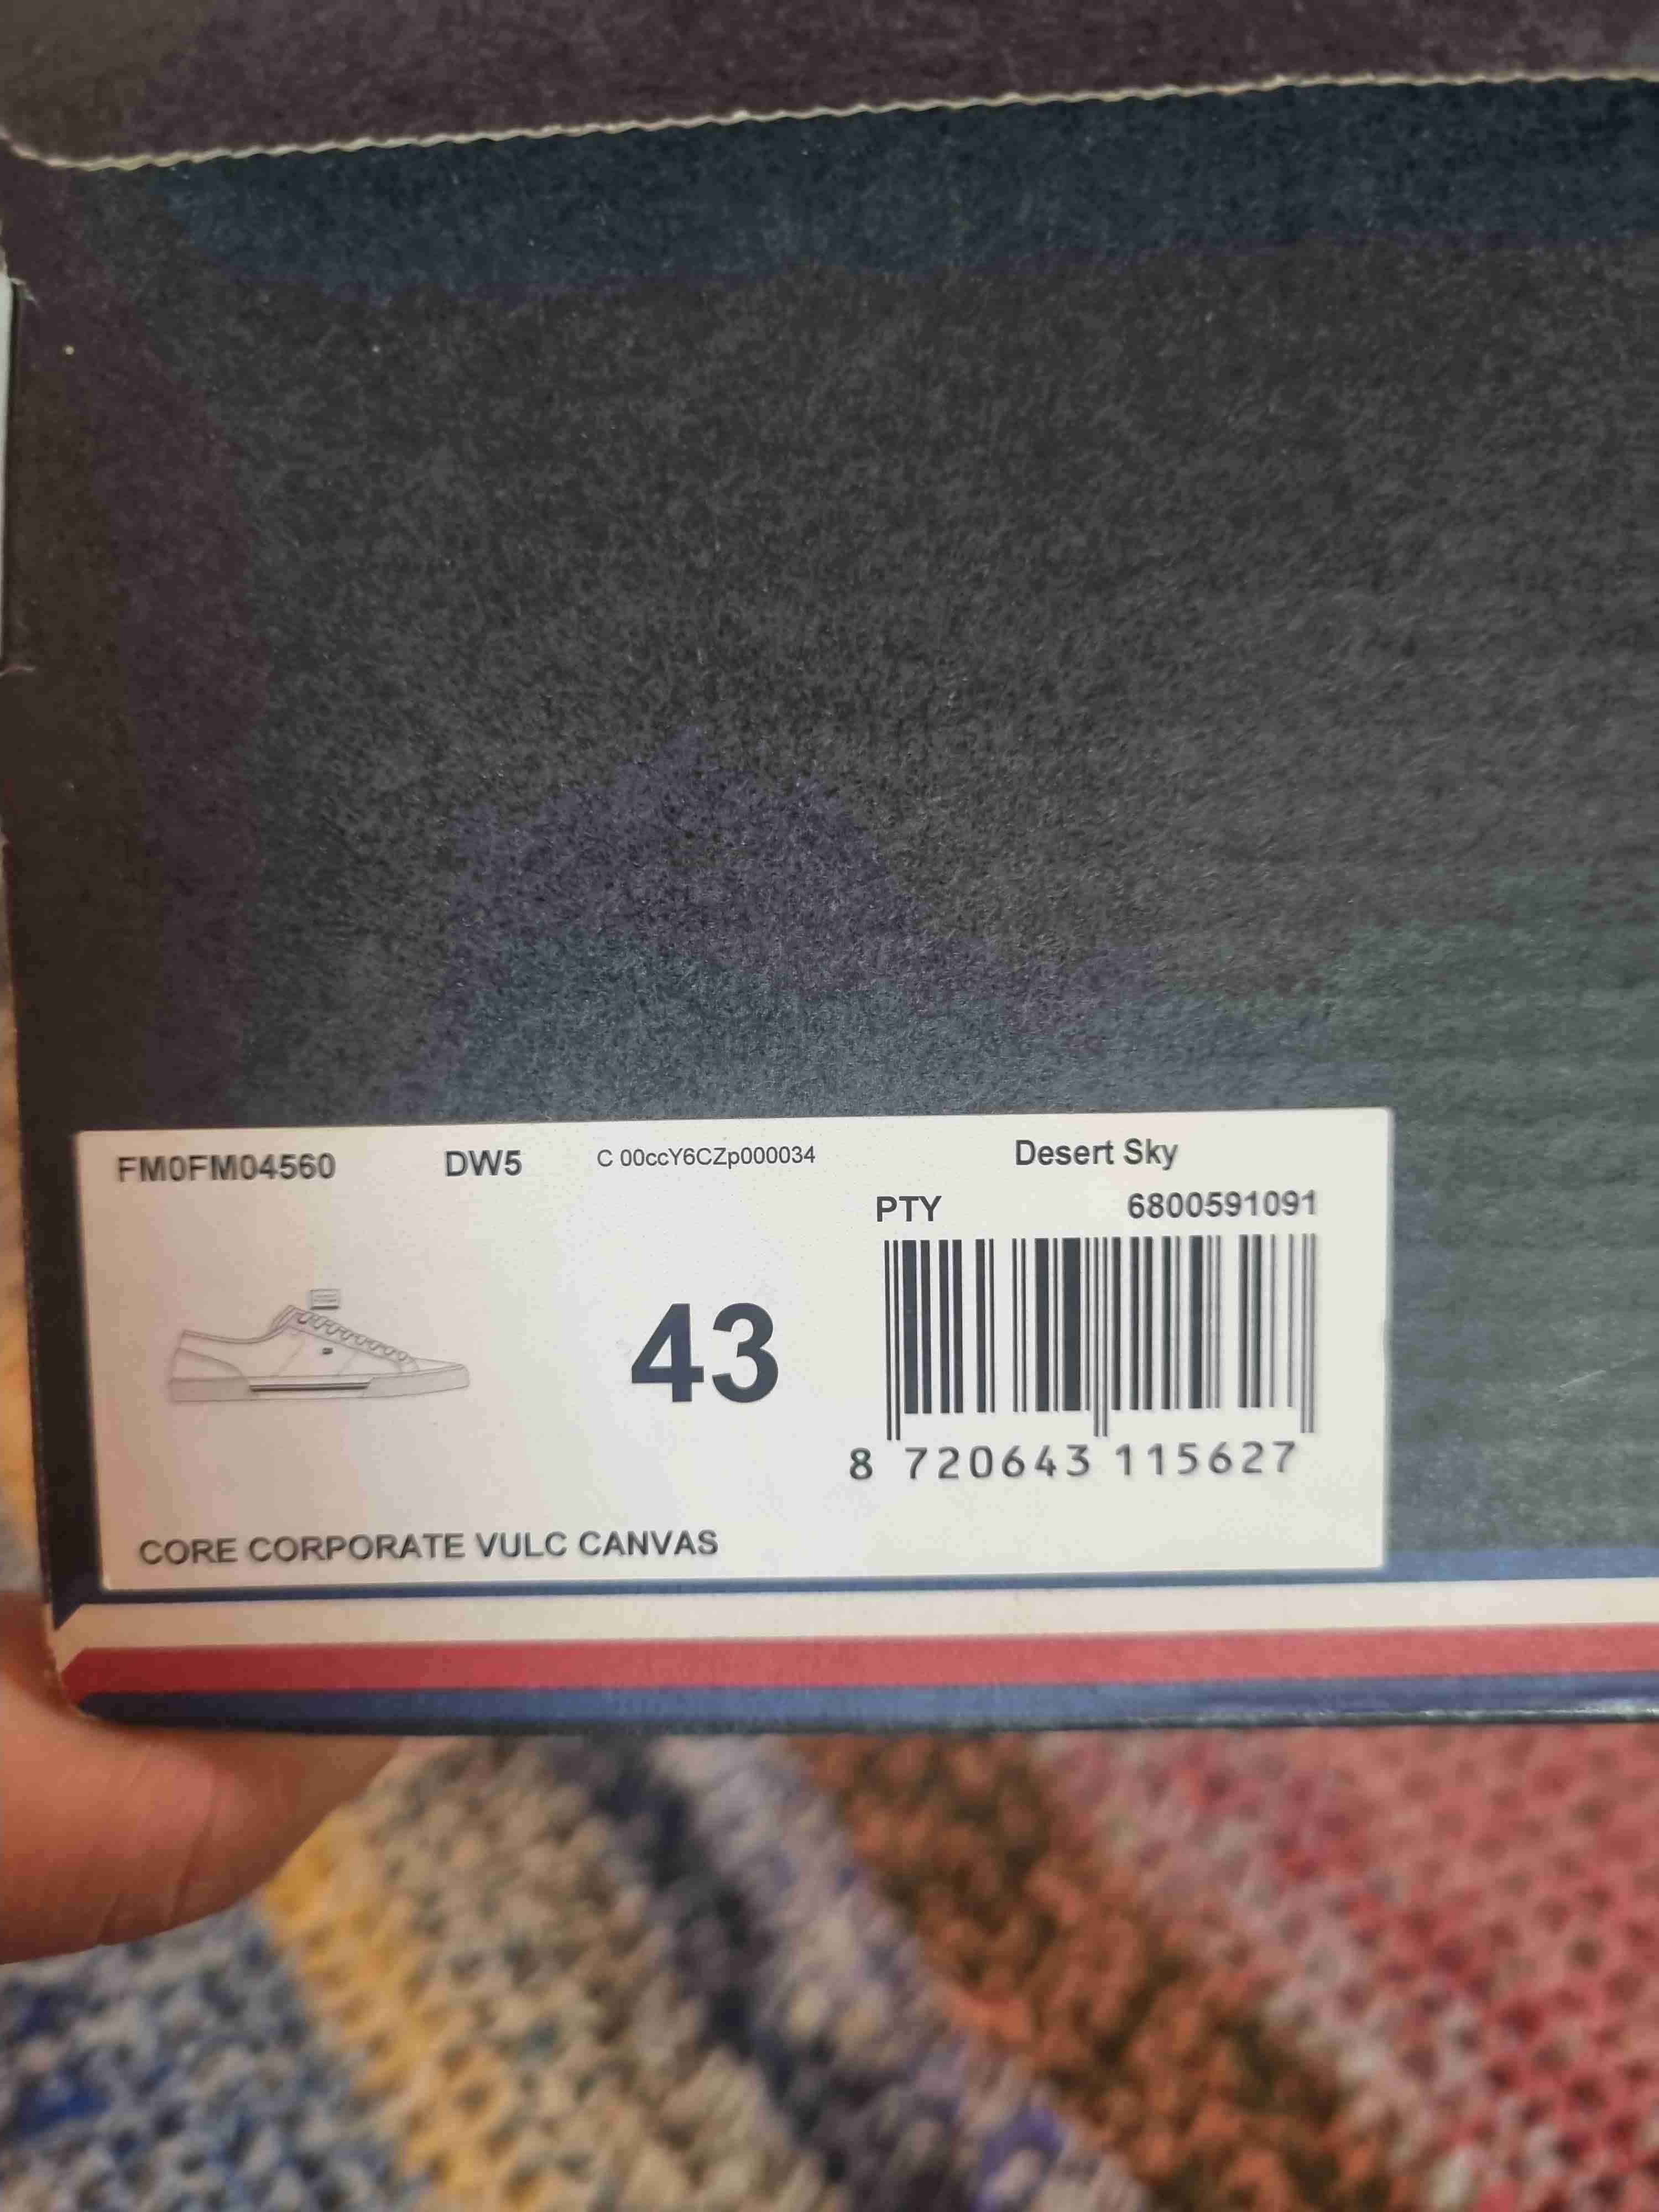 FM0FM04560 DW5 C 00ccY6CZp000034 Desert Sky
PTY 6800591091
43
8 720643 115627
CORE CORPORATE VULC CANVAS